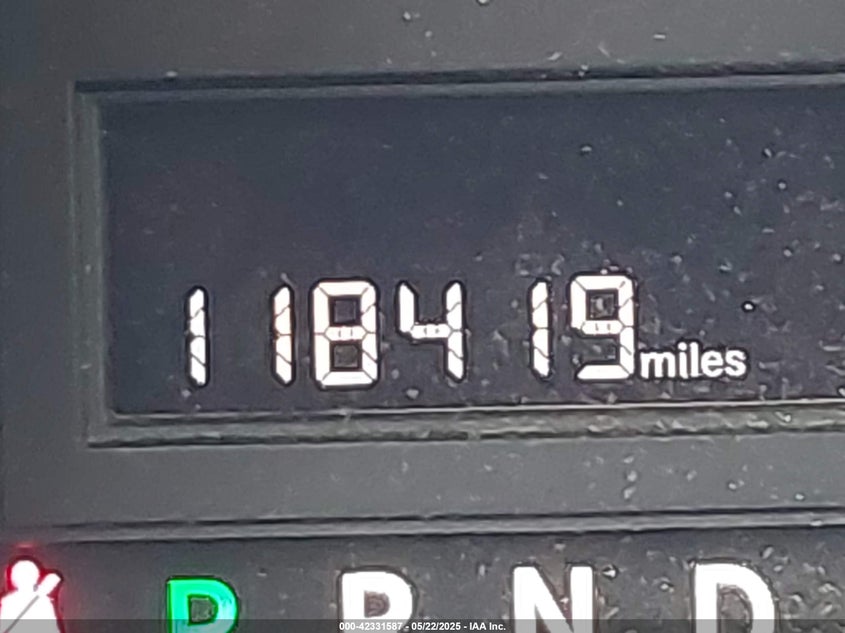 118419 miles
P R N D
000-42331587 - 05/22/2025 - IAA Inc.